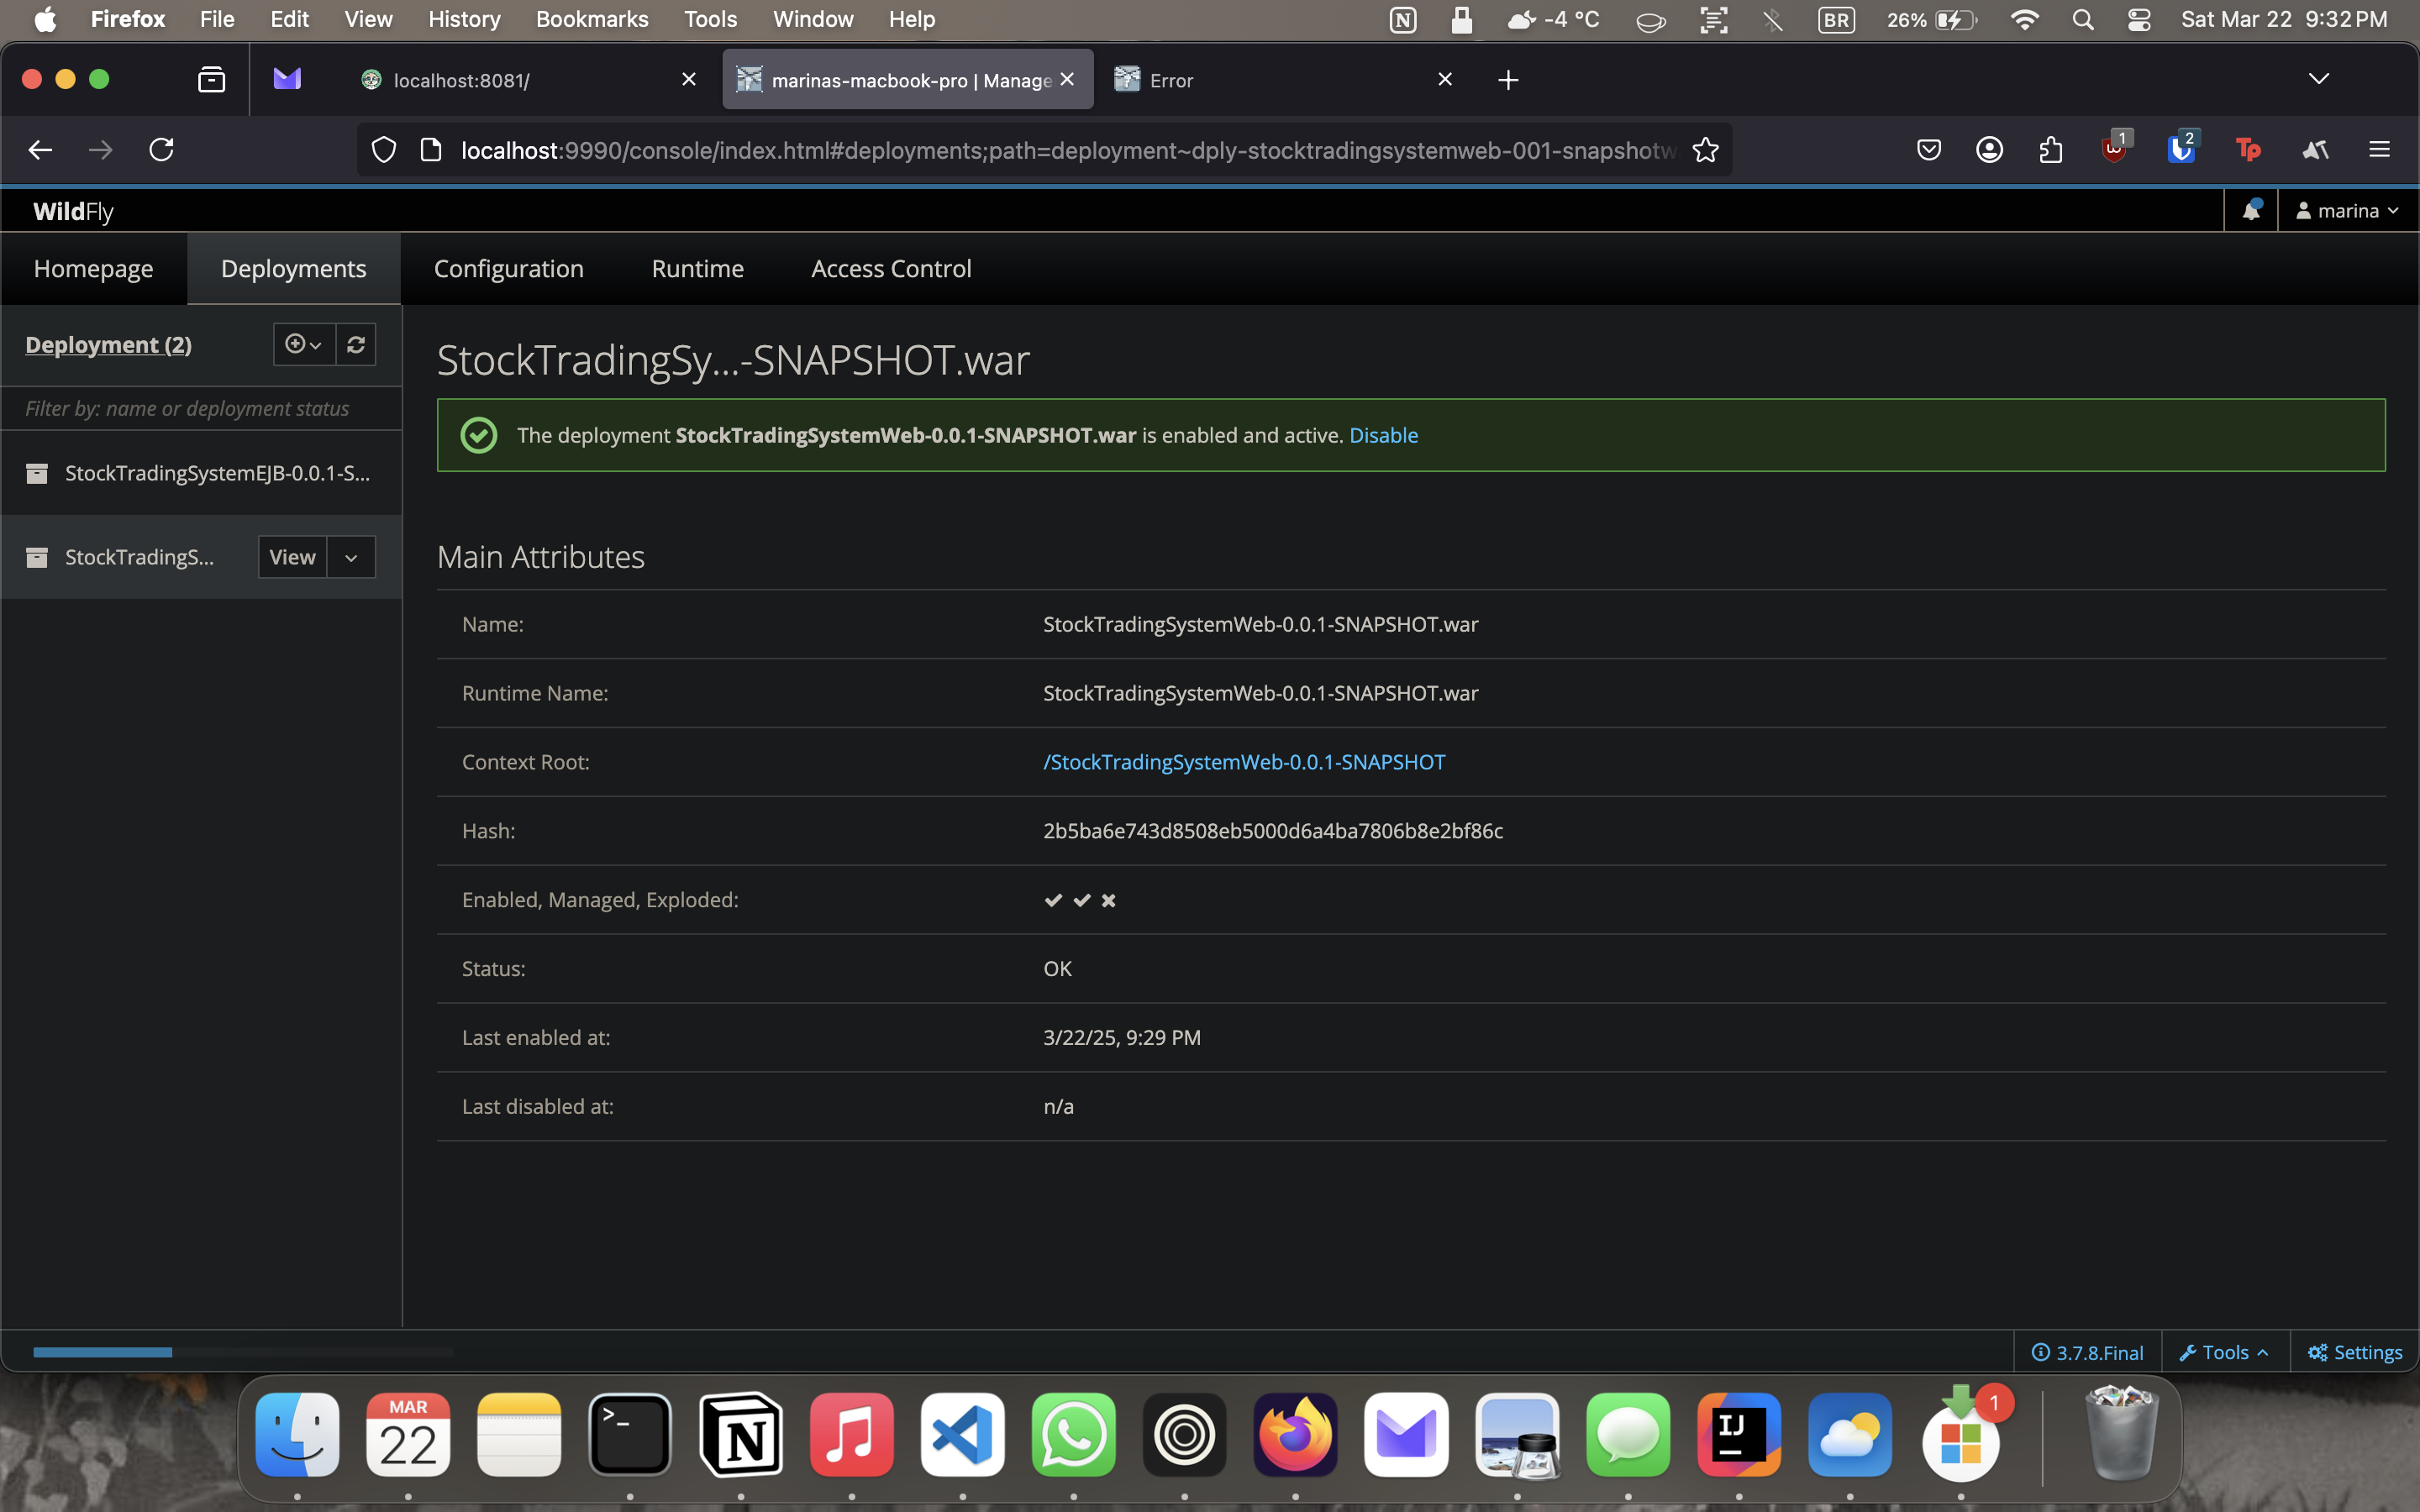 Firefox File Edit View History Bookmarks Tools Window Help N -4 °C BR 26% Sat Mar 22 9:32 PM
localhost:8081/ marinas-macbook-pro | Manage Error
localhost:9990/console/index.html#deployments;path=deployment~dply-stocktradingsystemweb-001-snapshotw 1 2 Tp
WildFly marina
Homepage Deployments Configuration Runtime Access Control
Deployment (2)
Filter by: name or deployment status
StockTradingSystemEJB-0.0.1-S...
StockTradingS... View
StockTradingSy...-SNAPSHOT.war
The deployment StockTradingSystemWeb-0.0.1-SNAPSHOT.war is enabled and active. Disable
Main Attributes
Name: StockTradingSystemWeb-0.0.1-SNAPSHOT.war
Runtime Name: StockTradingSystemWeb-0.0.1-SNAPSHOT.war
Context Root: /StockTradingSystemWeb-0.0.1-SNAPSHOT
Hash: 2b5ba6e743d8508eb5000d6a4ba7806b8e2bf86c
Enabled, Managed, Exploded:
Status: OK
Last enabled at: 3/22/25, 9:29 PM
Last disabled at: n/a
3.7.8.Final Tools Settings
MAR
22
>_
N
IJ
1